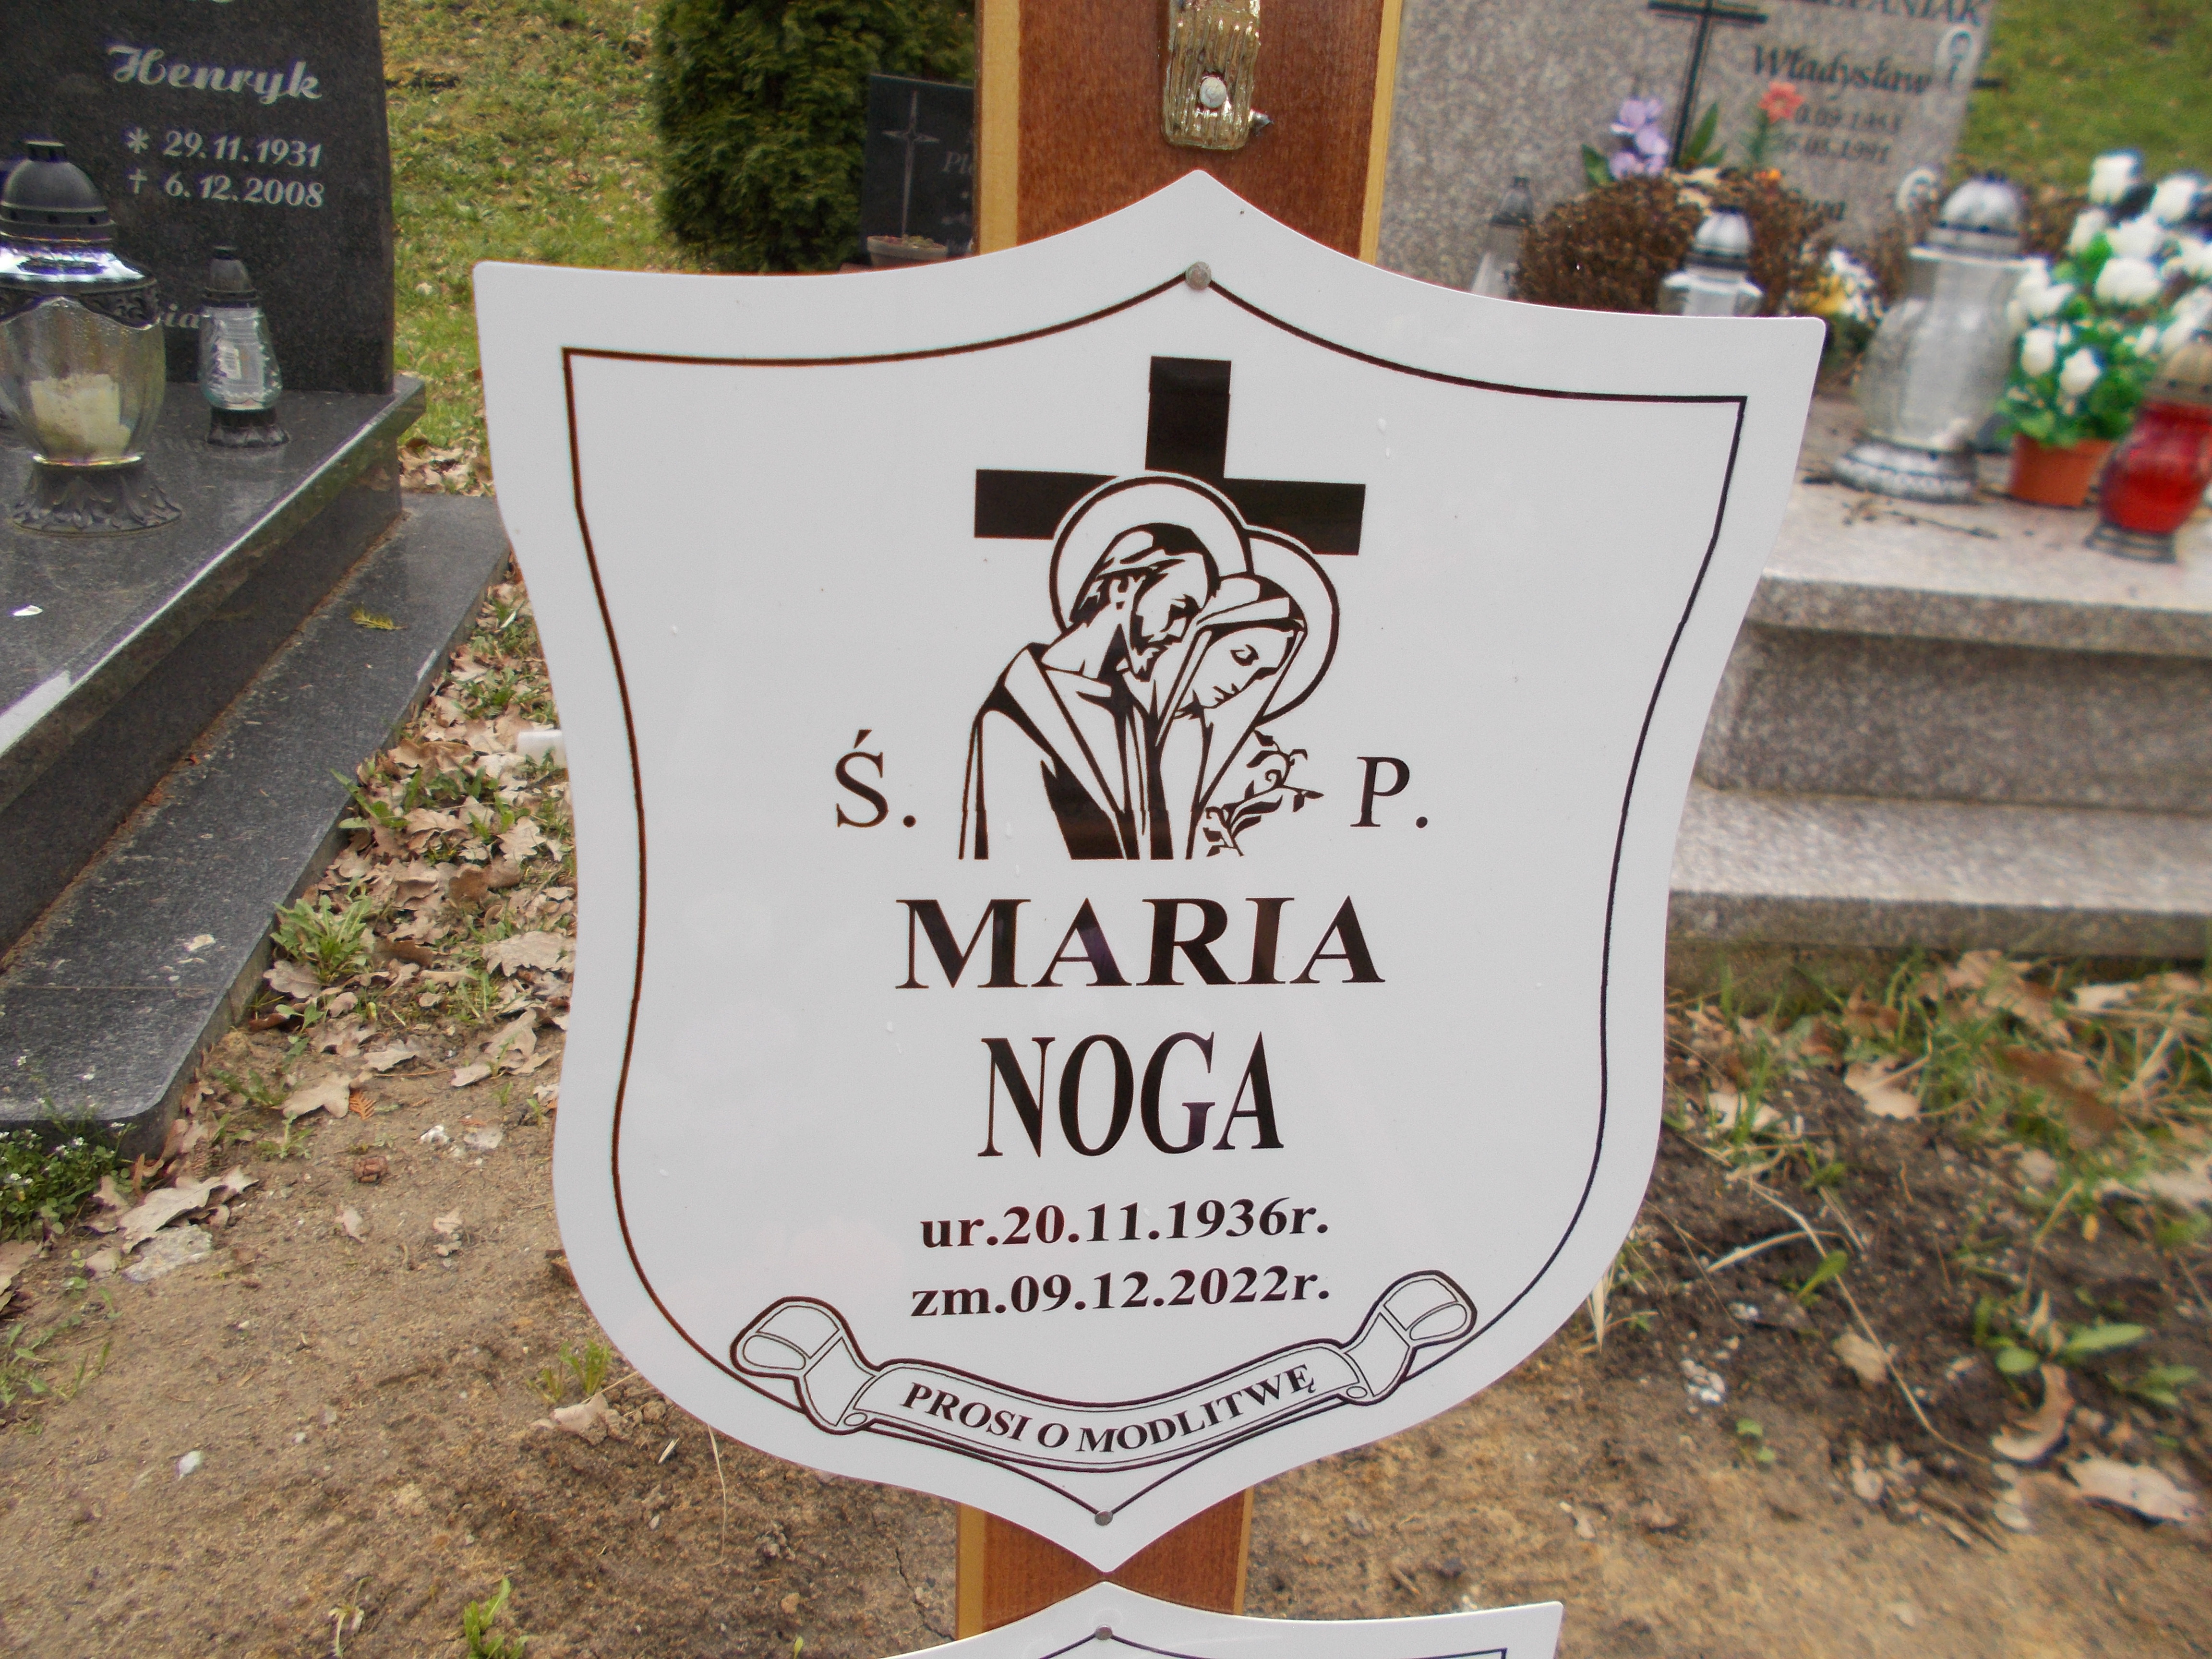 Henryk
* 29.11.1931
† 6.12.2008
Władysław
Ś. P.
MARIA
NOGA
ur.20.11.1936r.
zm.09.12.2022r.
PROSI O MODLITWĘ